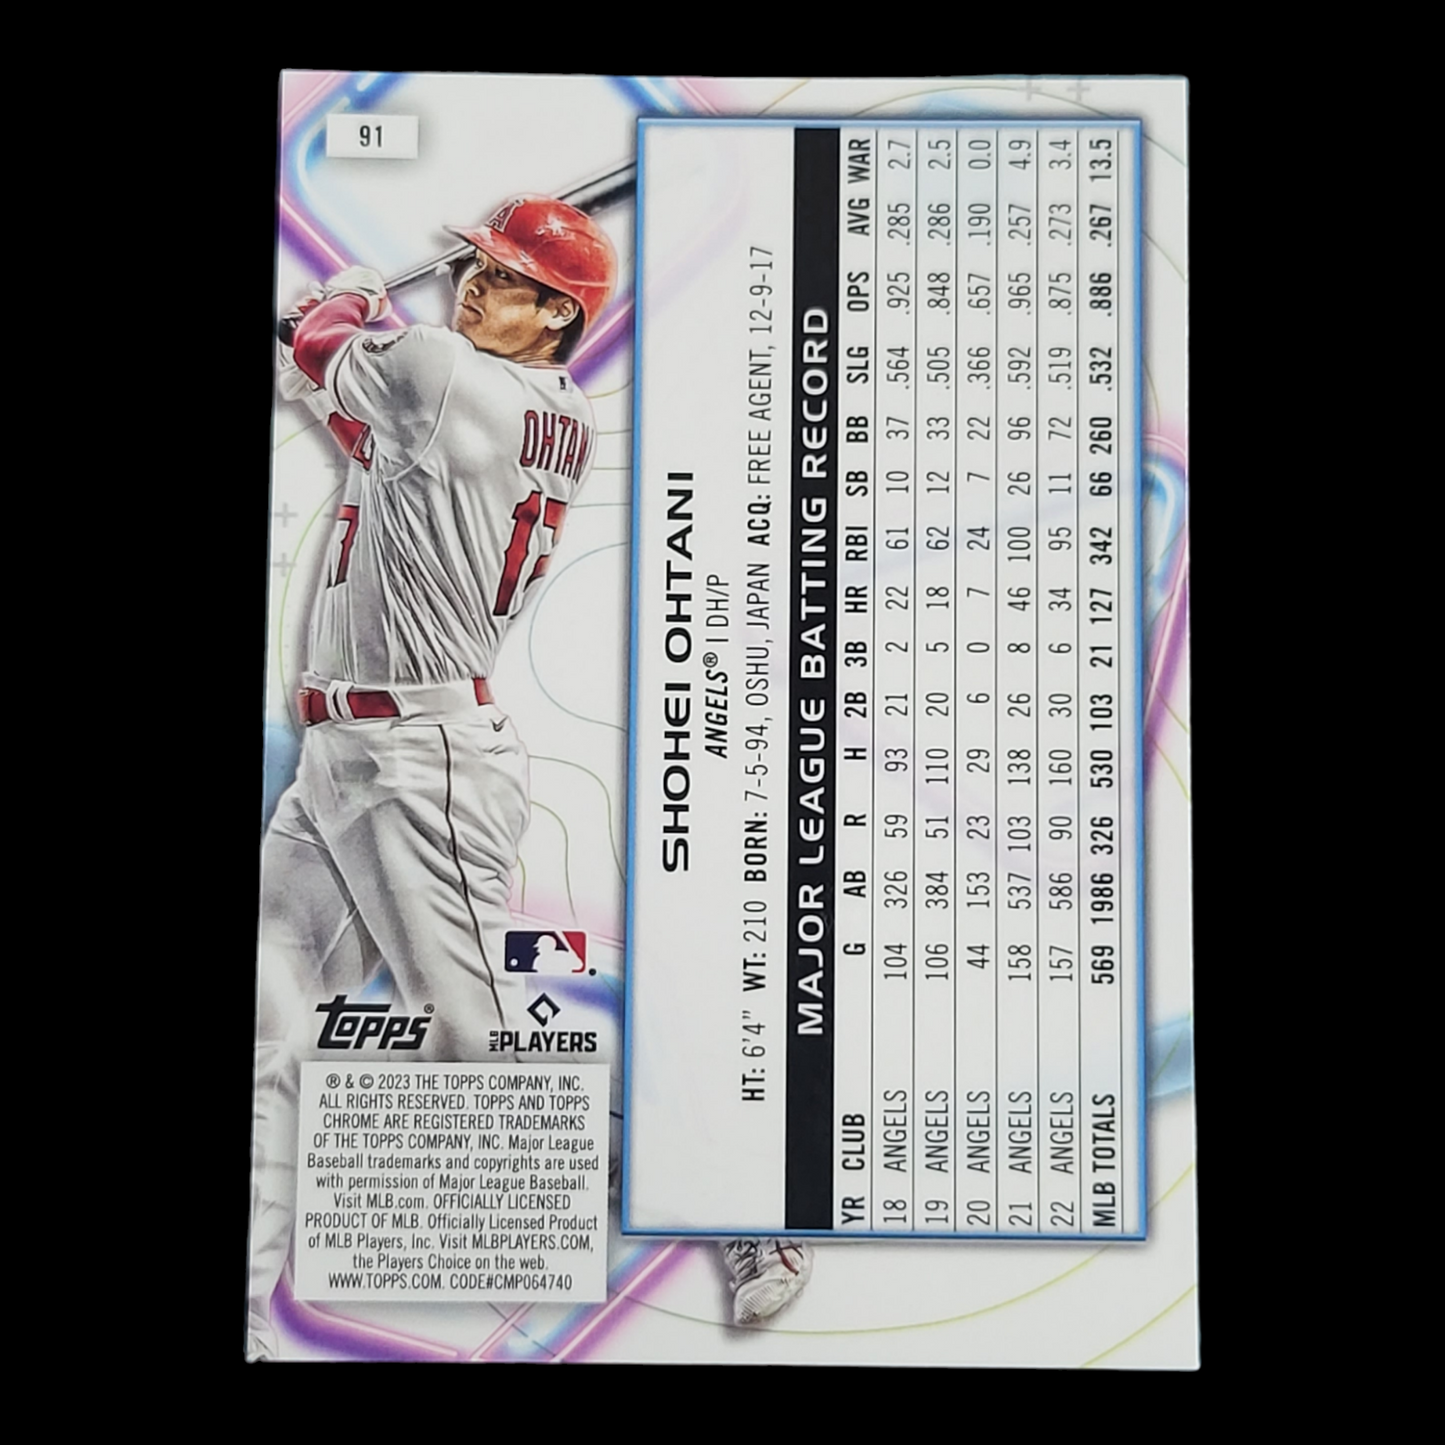 91
OHTANI
17
SHOHEI OHTANI
ANGELS® | DH/P
HT: 6'4" WT: 210 BORN: 7-5-94, OSHU, JAPAN ACQ: FREE AGENT, 12-9-17
MAJOR LEAGUE BATTING RECORD
YR CLUB G AB R H 2B 3B HR RBI SB BB SLG OPS AVG WAR
18 ANGELS 104 326 59 93 21 2 22 61 10 37 .564 .925 .285 2.7
19 ANGELS 106 384 51 110 20 5 18 62 12 33 .505 .848 .286 2.5
20 ANGELS 44 153 23 29 6 0 7 24 7 22 .366 .657 .190 0.0
21 ANGELS 158 537 103 138 26 8 46 100 26 96 .592 .965 .257 4.9
22 ANGELS 157 586 90 160 30 6 34 95 11 72 .519 .875 .273 3.4
MLB TOTALS 569 1986 326 530 103 21 127 342 66 260 .532 .886 .267 13.5
Topps®
MLB PLAYERS
® & © 2023 THE TOPPS COMPANY, INC.
ALL RIGHTS RESERVED. TOPPS AND TOPPS
CHROME ARE REGISTERED TRADEMARKS
OF THE TOPPS COMPANY, INC. Major League
Baseball trademarks and copyrights are used
with permission of Major League Baseball.
Visit MLB.com. OFFICIALLY LICENSED
PRODUCT OF MLB. Officially Licensed Product
of MLB Players, Inc. Visit MLBPLAYERS.COM,
the Players Choice on the web.
WWW.TOPPS.COM. CODE#CMP064740